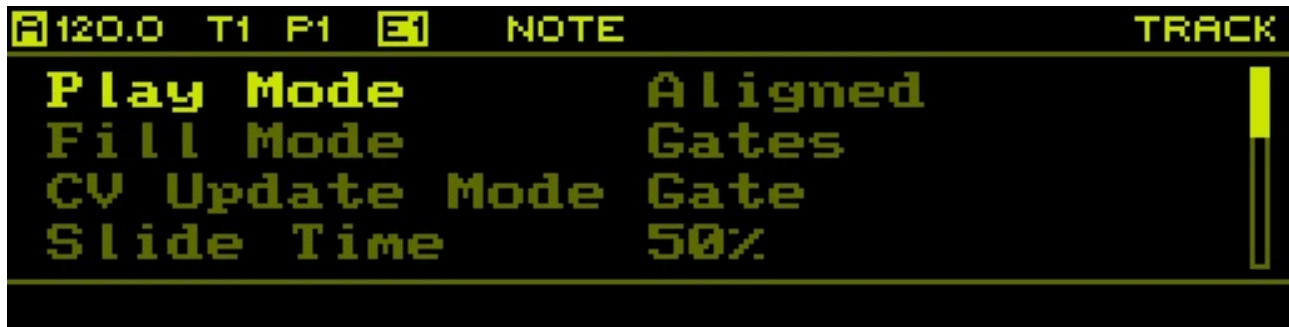 A 120.0 T1 P1 E1 NOTE TRACK
Play Mode Aligned
Fill Mode Gates
CV Update Mode Gate
Slide Time 50%